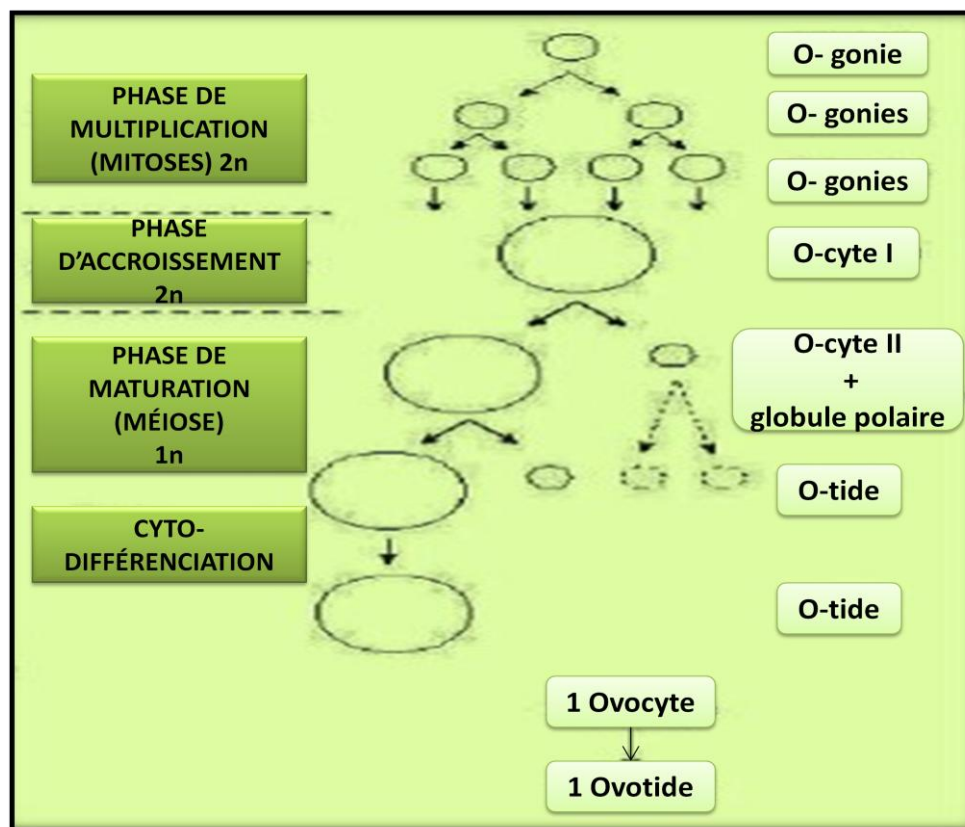 O- gonie
PHASE DE
MULTIPLICATION
(MITOSES) 2n
O- gonies
O- gonies
PHASE
D’ACCROISSEMENT
2n
O-cyte I
PHASE DE
MATURATION
(MÉIOSE)
1n
O-cyte II
+
globule polaire
O-tide
CYTO-
DIFFÉRENCIATION
O-tide
1 Ovocyte
1 Ovotide